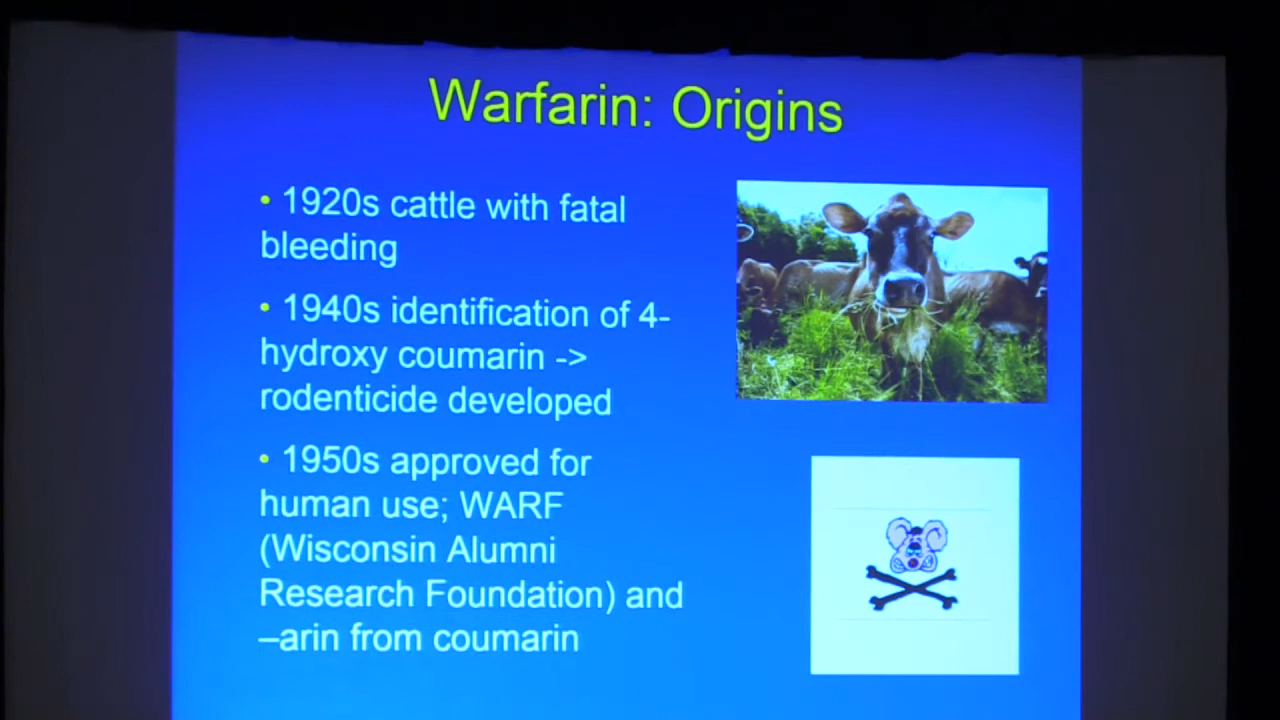 Warfarin: Origins
• 1920s cattle with fatal
bleeding
• 1940s identification of 4-
hydroxy coumarin ->
rodenticide developed
• 1950s approved for
human use; WARF
(Wisconsin Alumni
Research Foundation) and
–arin from coumarin